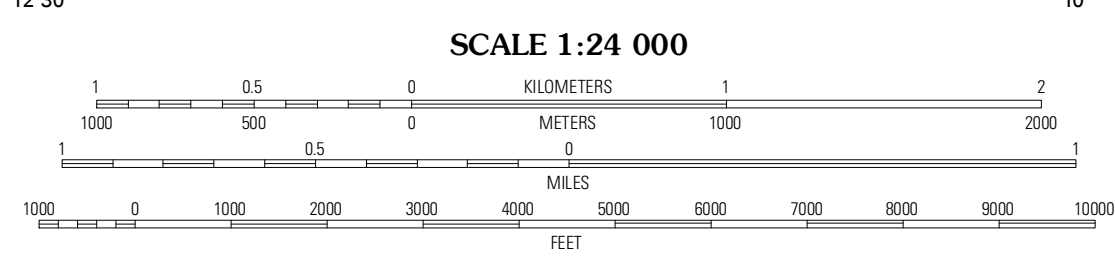 12'30" 10'
SCALE 1:24 000
1 0.5 0 KILOMETERS 1 2
1000 500 0 METERS 1000 2000
1 0.5 0 1
MILES
1000 0 1000 2000 3000 4000 5000 6000 7000 8000 9000 10000
FEET